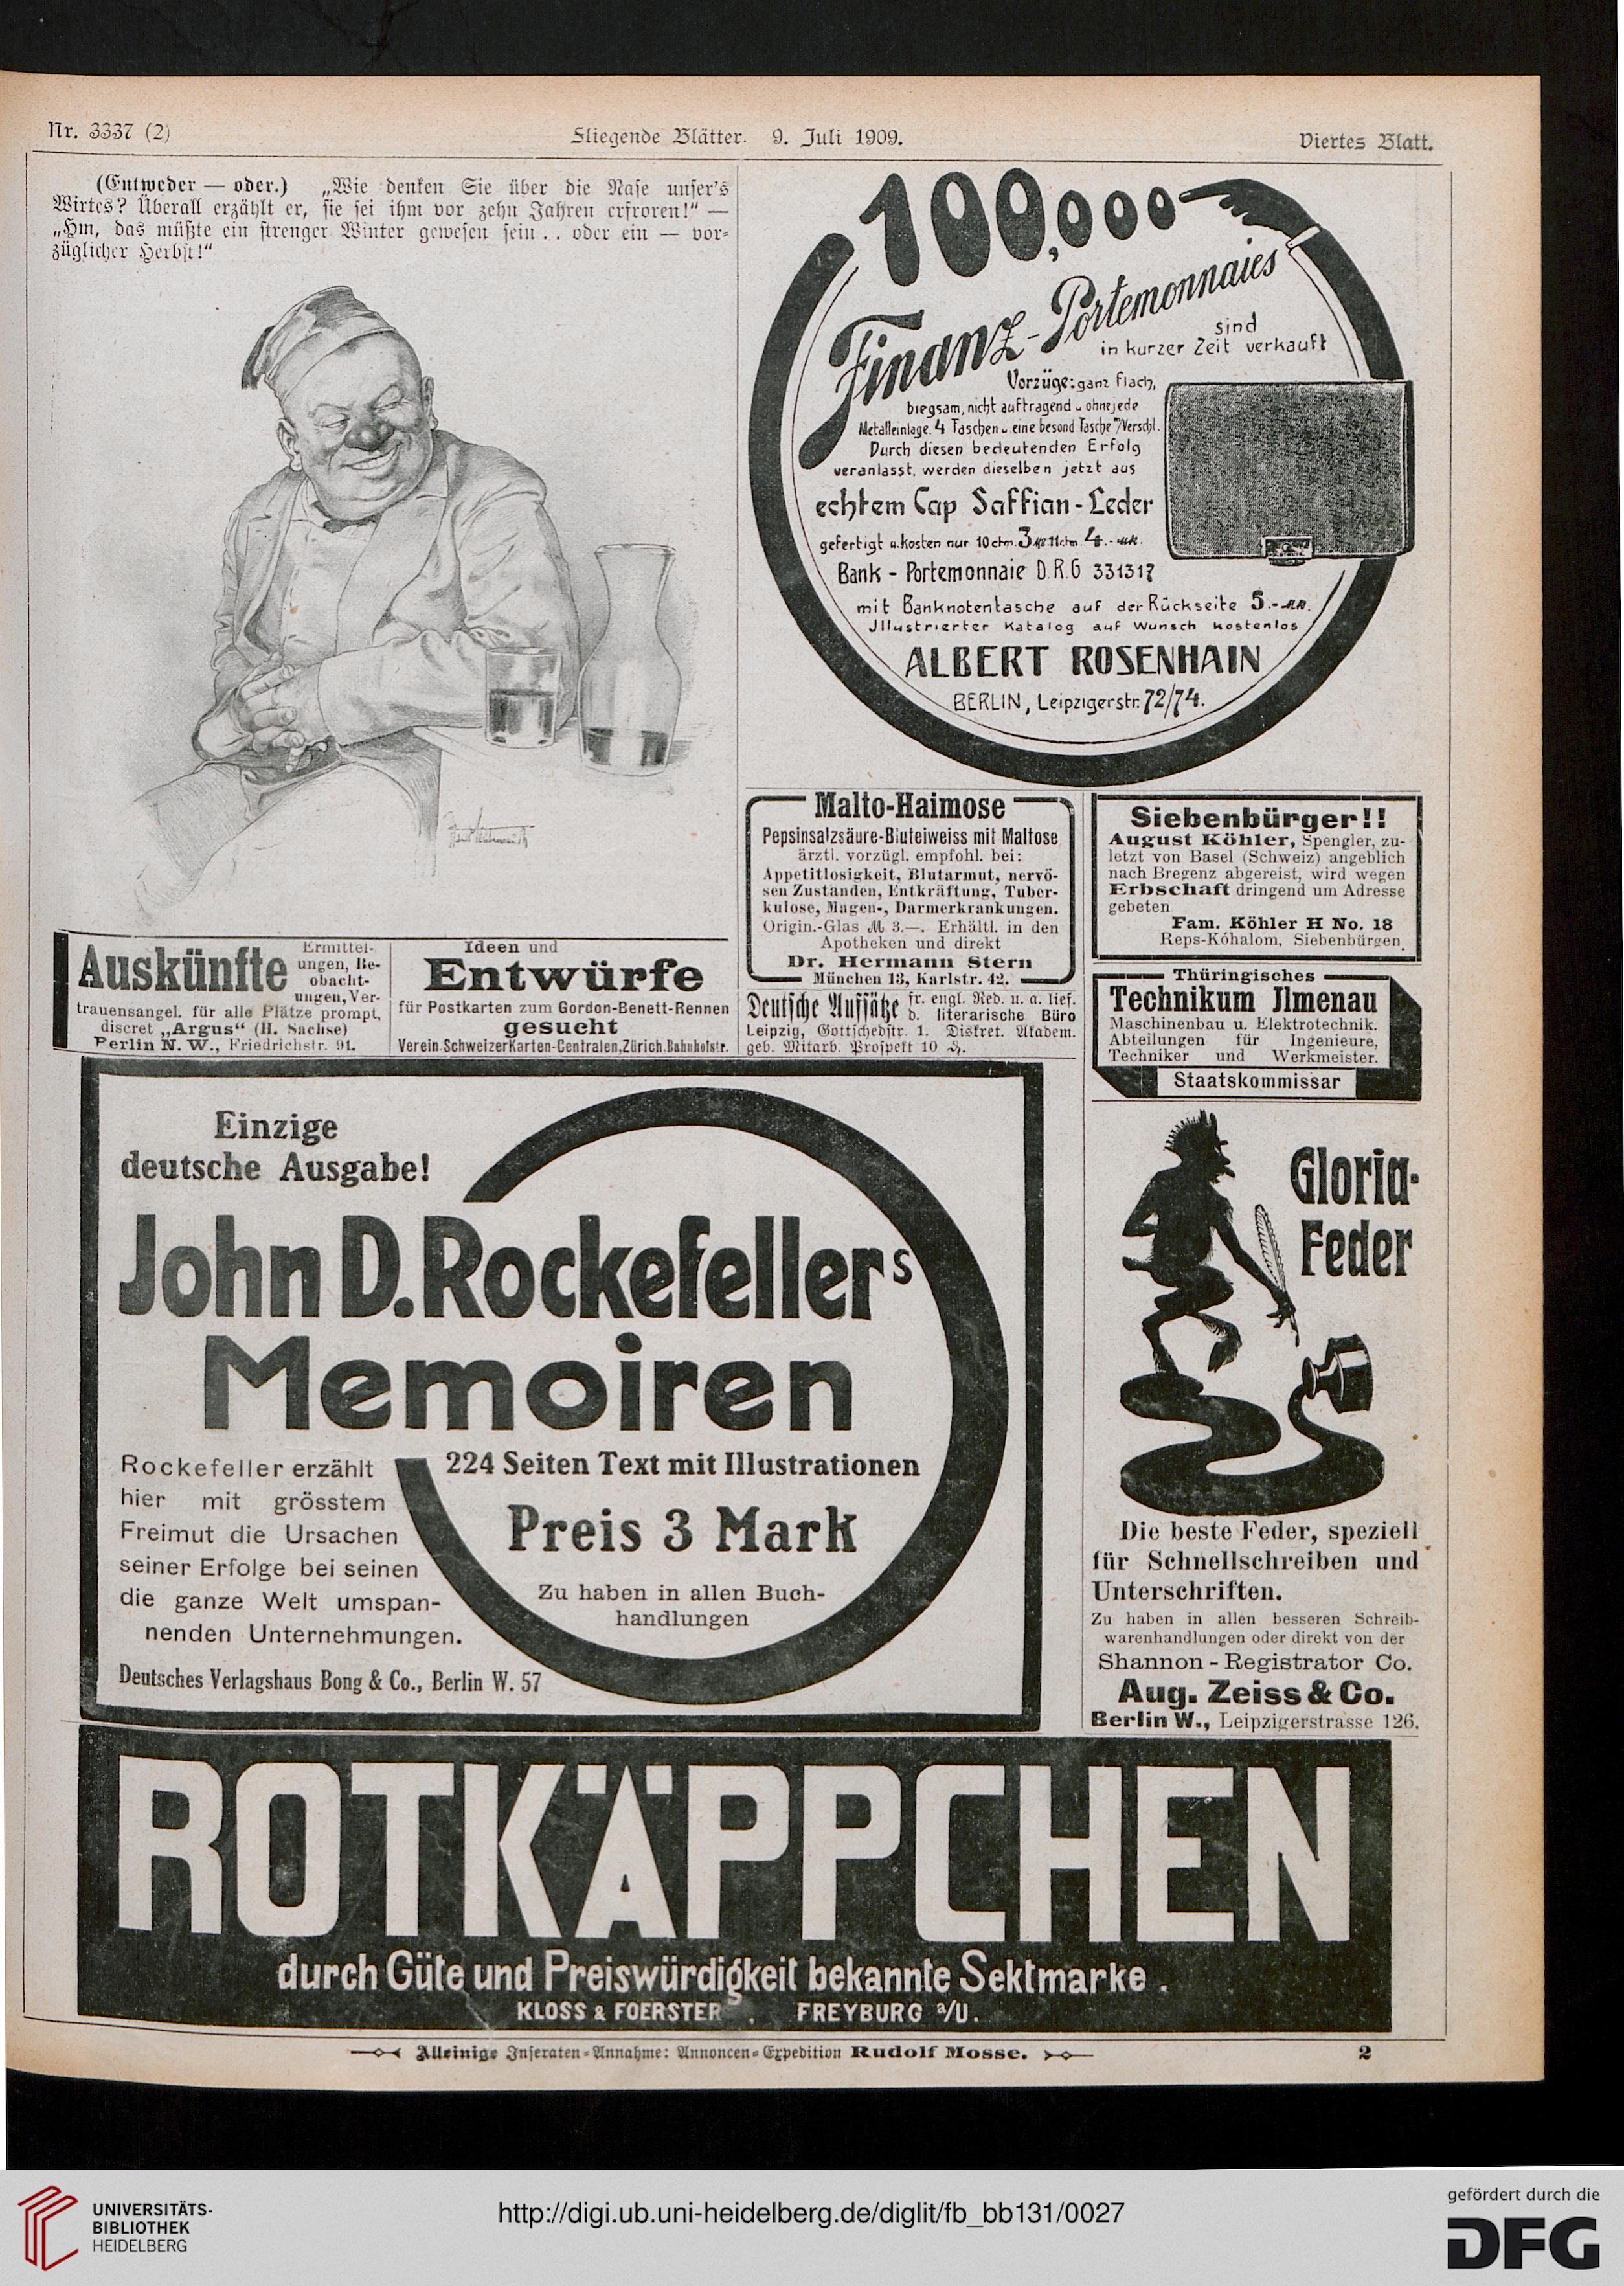 Nr. 3337 (2)
Fliegende Blätter. 9. Juli 1909.
Viertes Blatt.
(Entweder — oder.) „Wie denken Sie über die Nase unser's
Wirtes? Überall erzählt er, sie sei ihm vor zehn Jahren erfroren!“ —
„Hm, das müßte ein strenger Winter gewesen sein .. oder ein — vor-
züglicher Herbst!“
100,000
Finanz-Portemonnaies
sind
in kurzer Zeit verkauft
Vorzüge: ganz flach,
biegsam, nicht auftragend u. ohne jede
Metalleinlage. 4 Taschen u. eine besond Tasche m/Verschl.
Durch diesen bedeutenden Erfolg
veranlasst, werden dieselben jetzt aus
echtem Cap Saffian-Leder
gefertigt u. kosten nur 10 ctm. 3 Mk. 11 ctm. 4.- Mk.
Bank - Portemonnaie D.R.G 331317
mit Banknotentasche auf der Rückseite 5.- Mk.
Jllustrierter Katalog auf Wunsch kostenlos
ALBERT ROSENHAIN
BERLIN, Leipzigerstr. 72/74.
Auskünfte
Ermittel-
ungen, Be-
obacht-
ungen, Ver-
trauensangel. für alle Plätze prompt,
discret „Argus“ (H. Sachse)
Berlin N. W., Friedrichstr. 91.
Ideen und
Entwürfe
für Postkarten zum Gordon-Benett-Rennen
gesucht
Verein. Schweizer Karten-Centralen, Zürich. Bahnhofstr.
Malto-Haimose
Pepsinsalzsäure-Bluteiweiss mit Maltose
ärztl. vorzügl. empfohl. bei:
Appetitlosigkeit, Blutarmut, nervö-
sen Zuständen, Entkräftung, Tuber-
kulose, Magen-, Darmerkrankungen.
Origin.-Glas M 3.—. Erhältl. in den
Apotheken und direkt
Dr. Hermann Stern
München 13, Karlstr. 42.
Deutsche Aufsätze fr. engl. Red. u. a. lief.
d. literarische Büro
Leipzig, Gottschedstr. 1. Diskret. Akadem.
geb. Mitarb. Prospekt 10 ₰.
Siebenbürger!!
August Köhler, Spengler, zu-
letzt von Basel (Schweiz) angeblich
nach Bregenz abgereist, wird wegen
Erbschaft dringend um Adresse
gebeten
Fam. Köhler H No. 18
Reps-Kóhalom, Siebenbürgen.
Thüringisches
Technikum Jlmenau
Maschinenbau u. Elektrotechnik.
Abteilungen für Ingenieure,
Techniker und Werkmeister.
Staatskommissar
Einzige
deutsche Ausgabe!
John D. Rockefellers
Memoiren
Rockefeller erzählt
hier mit grösstem
Freimut die Ursachen
seiner Erfolge bei seinen
die ganze Welt umspan-
nenden Unternehmungen.
224 Seiten Text mit Illustrationen
Preis 3 Mark
Zu haben in allen Buch-
handlungen
Deutsches Verlagshaus Bong & Co., Berlin W. 57
Gloria-
Feder
Die beste Feder, speziell
für Schnellschreiben und
Unterschriften.
Zu haben in allen besseren Schreib-
warenhandlungen oder direkt von der
Shannon - Registrator Co.
Aug. Zeiss & Co.
Berlin W., Leipzigerstrasse 126.
ROTKÄPPCHEN
durch Güte und Preiswürdigkeit bekannte Sektmarke.
KLOSS & FOERSTER . FREYBURG a/U.
Alleinige Inseraten-Annahme: Annoncen-Expedition Rudolf Mosse.
2
UNIVERSITÄTS-
BIBLIOTHEK
HEIDELBERG
http://digi.ub.uni-heidelberg.de/diglit/fb_bb131/0027
gefördert durch die
DFG